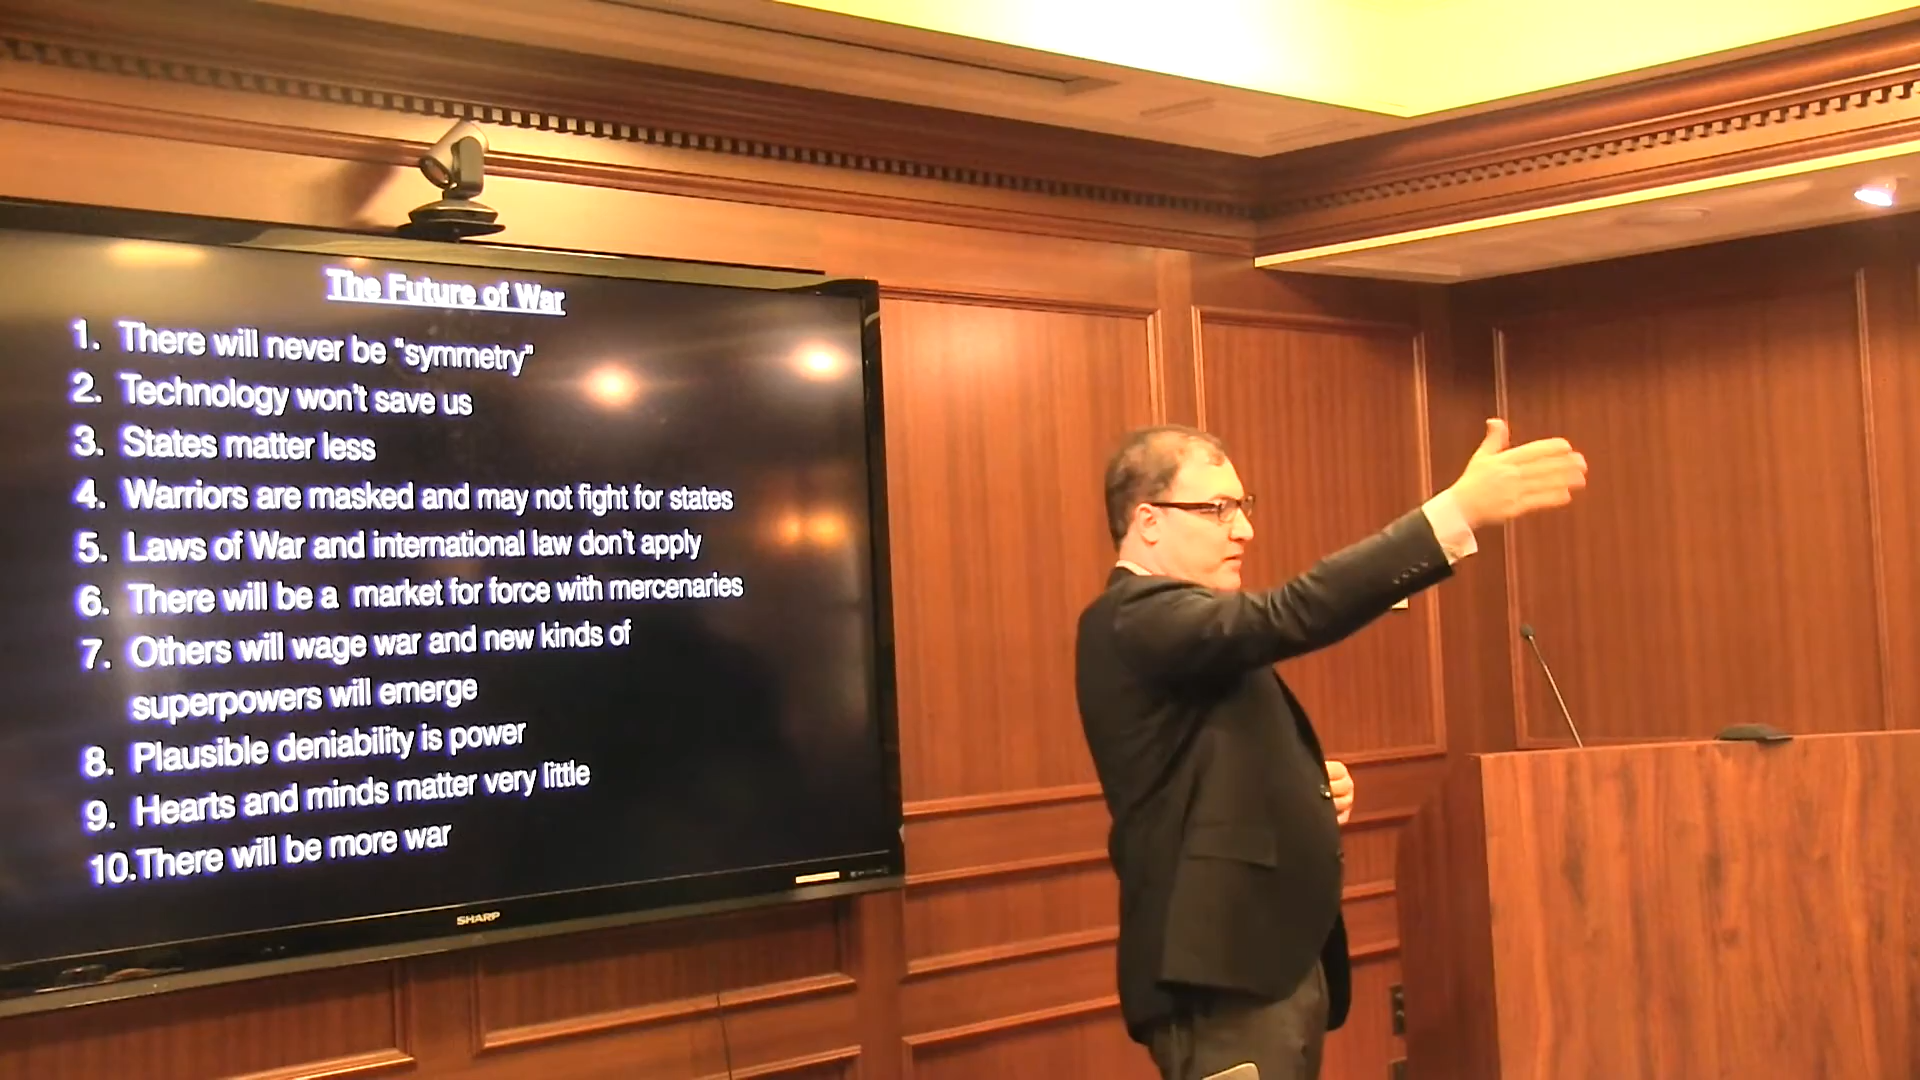 The Future of War
1. There will never be “symmetry”
2. Technology won't save us
3. States matter less
4. Warriors are masked and may not fight for states
5. Laws of War and international law don't apply
6. There will be a market for force with mercenaries
7. Others will wage war and new kinds of
superpowers will emerge
8. Plausible deniability is power
9. Hearts and minds matter very little
10. There will be more war
SHARP